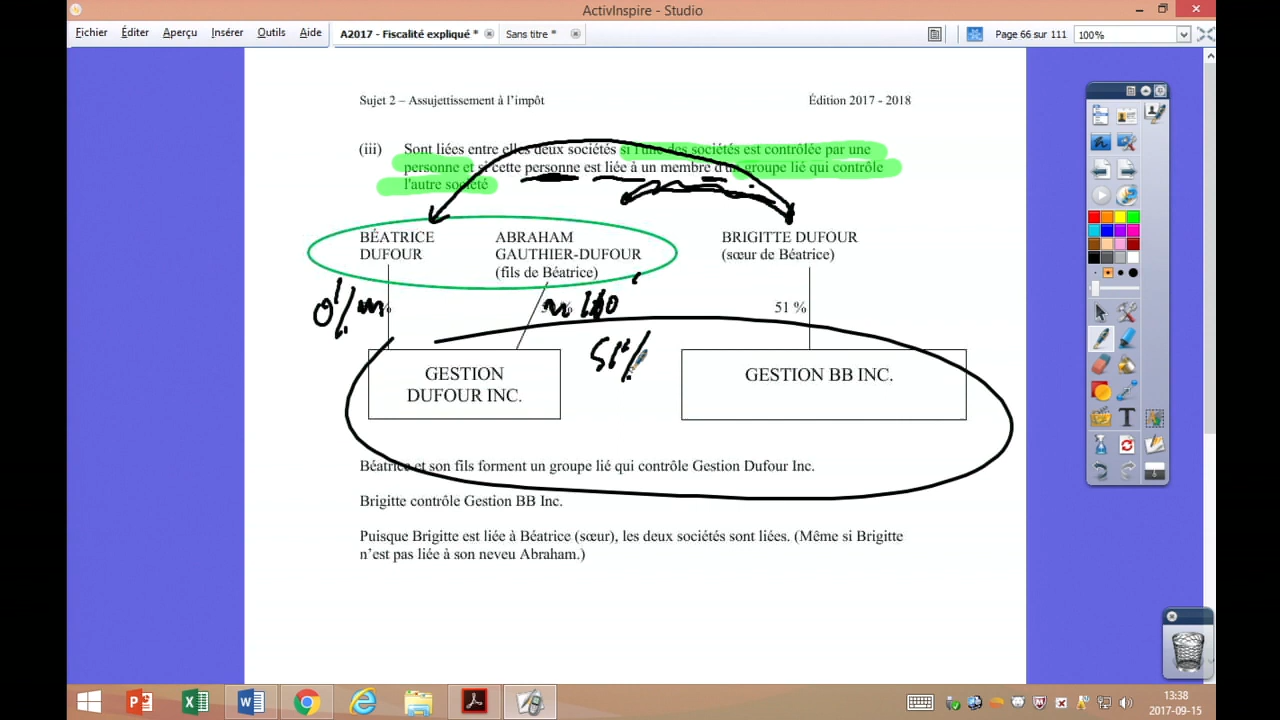 ActivInspire - Studio
Fichier Éditer Aperçu Insérer Outils Aide
A2017 - Fiscalité expliqué *
Sans titre *
Page 66 sur 111
100%
Sujet 2 – Assujettissement à l'impôt
Édition 2017 - 2018
(iii) Sont liées entre elles deux sociétés si l'une des sociétés est contrôlée par une
personne et si cette personne est liée à un membre d'un groupe lié qui contrôle
l'autre société
BÉATRICE
DUFOUR
ABRAHAM
GAUTHIER-DUFOUR
(fils de Béatrice)
BRIGITTE DUFOUR
(sœur de Béatrice)
0%
51 %
51%
GESTION
DUFOUR INC.
GESTION BB INC.
Béatrice et son fils forment un groupe lié qui contrôle Gestion Dufour Inc.
Brigitte contrôle Gestion BB Inc.
Puisque Brigitte est liée à Béatrice (sœur), les deux sociétés sont liées. (Même si Brigitte
n'est pas liée à son neveu Abraham.)
13:38
2017-09-15